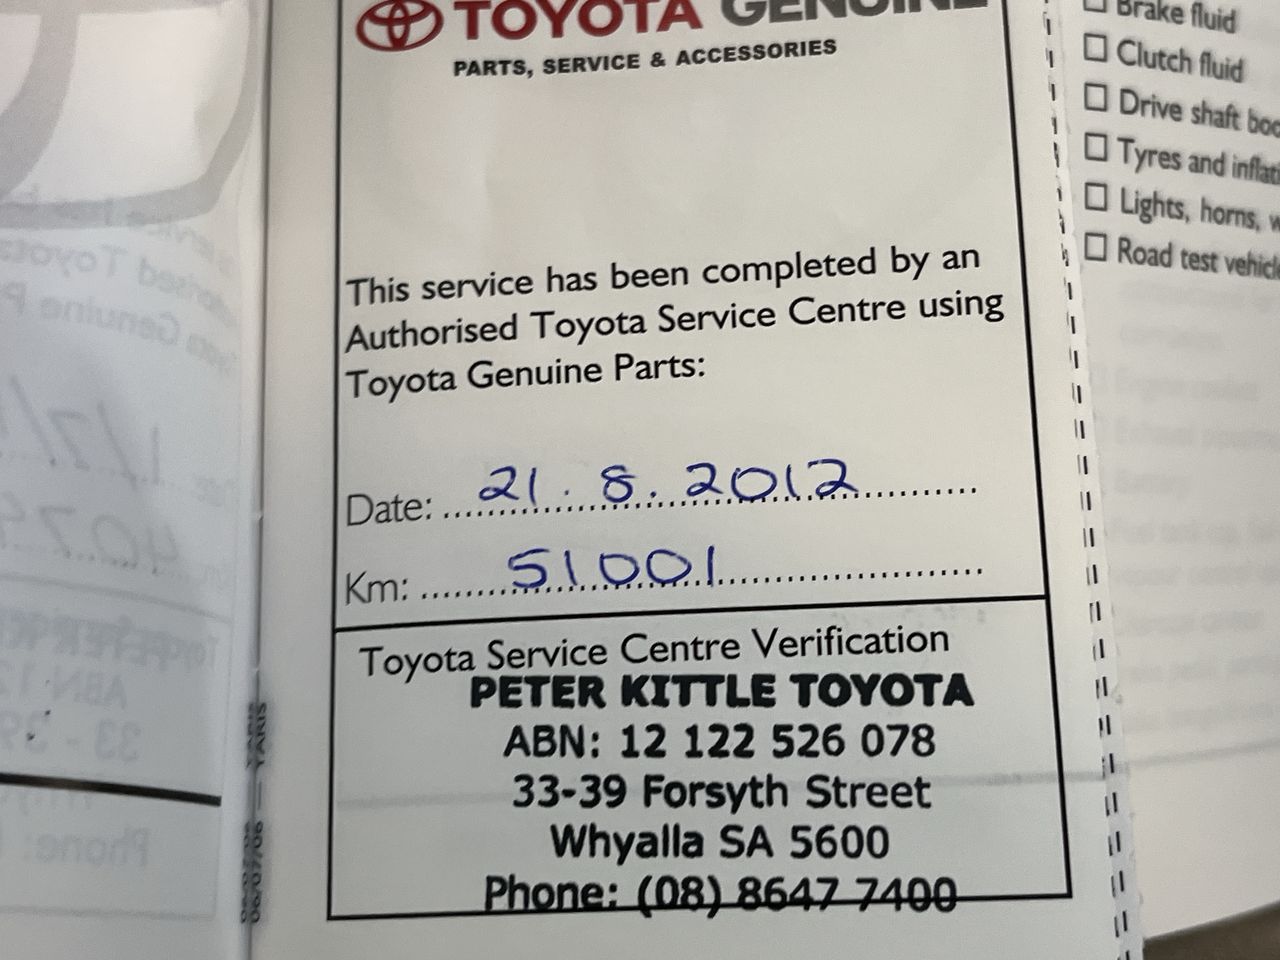 TOYOTA GENUINE
PARTS, SERVICE & ACCESSORIES
This service has been completed by an
Authorised Toyota Service Centre using
Toyota Genuine Parts:
Date: 21.8.2012
Km: 51001
Toyota Service Centre Verification
PETER KITTLE TOYOTA
ABN: 12 122 526 078
33-39 Forsyth Street
Whyalla SA 5600
Phone: (08) 8647 7400
Brake fluid
Clutch fluid
Drive shaft
Tyres and
Lights, horns,
Road test